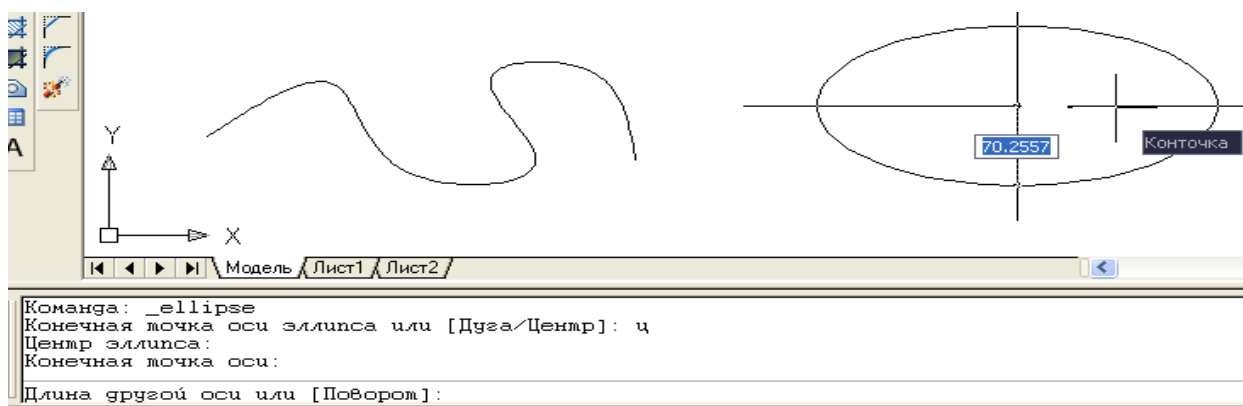 A
Y
70.2557
Конточка
X
Модель Лист1 Лист2
Команда: _ellipse
Конечная точка оси эллипса или [Дуга/Центр]: ц
Центр эллипса:
Конечная точка оси:
Длина другой оси или [Поворот]: